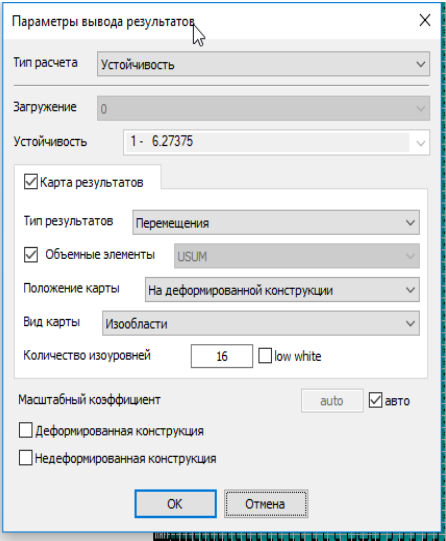 Параметры вывода результатов
Тип расчета Устойчивость
Загружение 0
Устойчивость 1 - 6.27375
Карта результатов
Тип результатов Перемещения
Объемные элементы USUM
Положение карты На деформированной конструкции
Вид карты Изообласти
Количество изоуровней 16 low white
Масштабный коэффициент auto авто
Деформированная конструкция
Недеформированная конструкция
OK Отмена